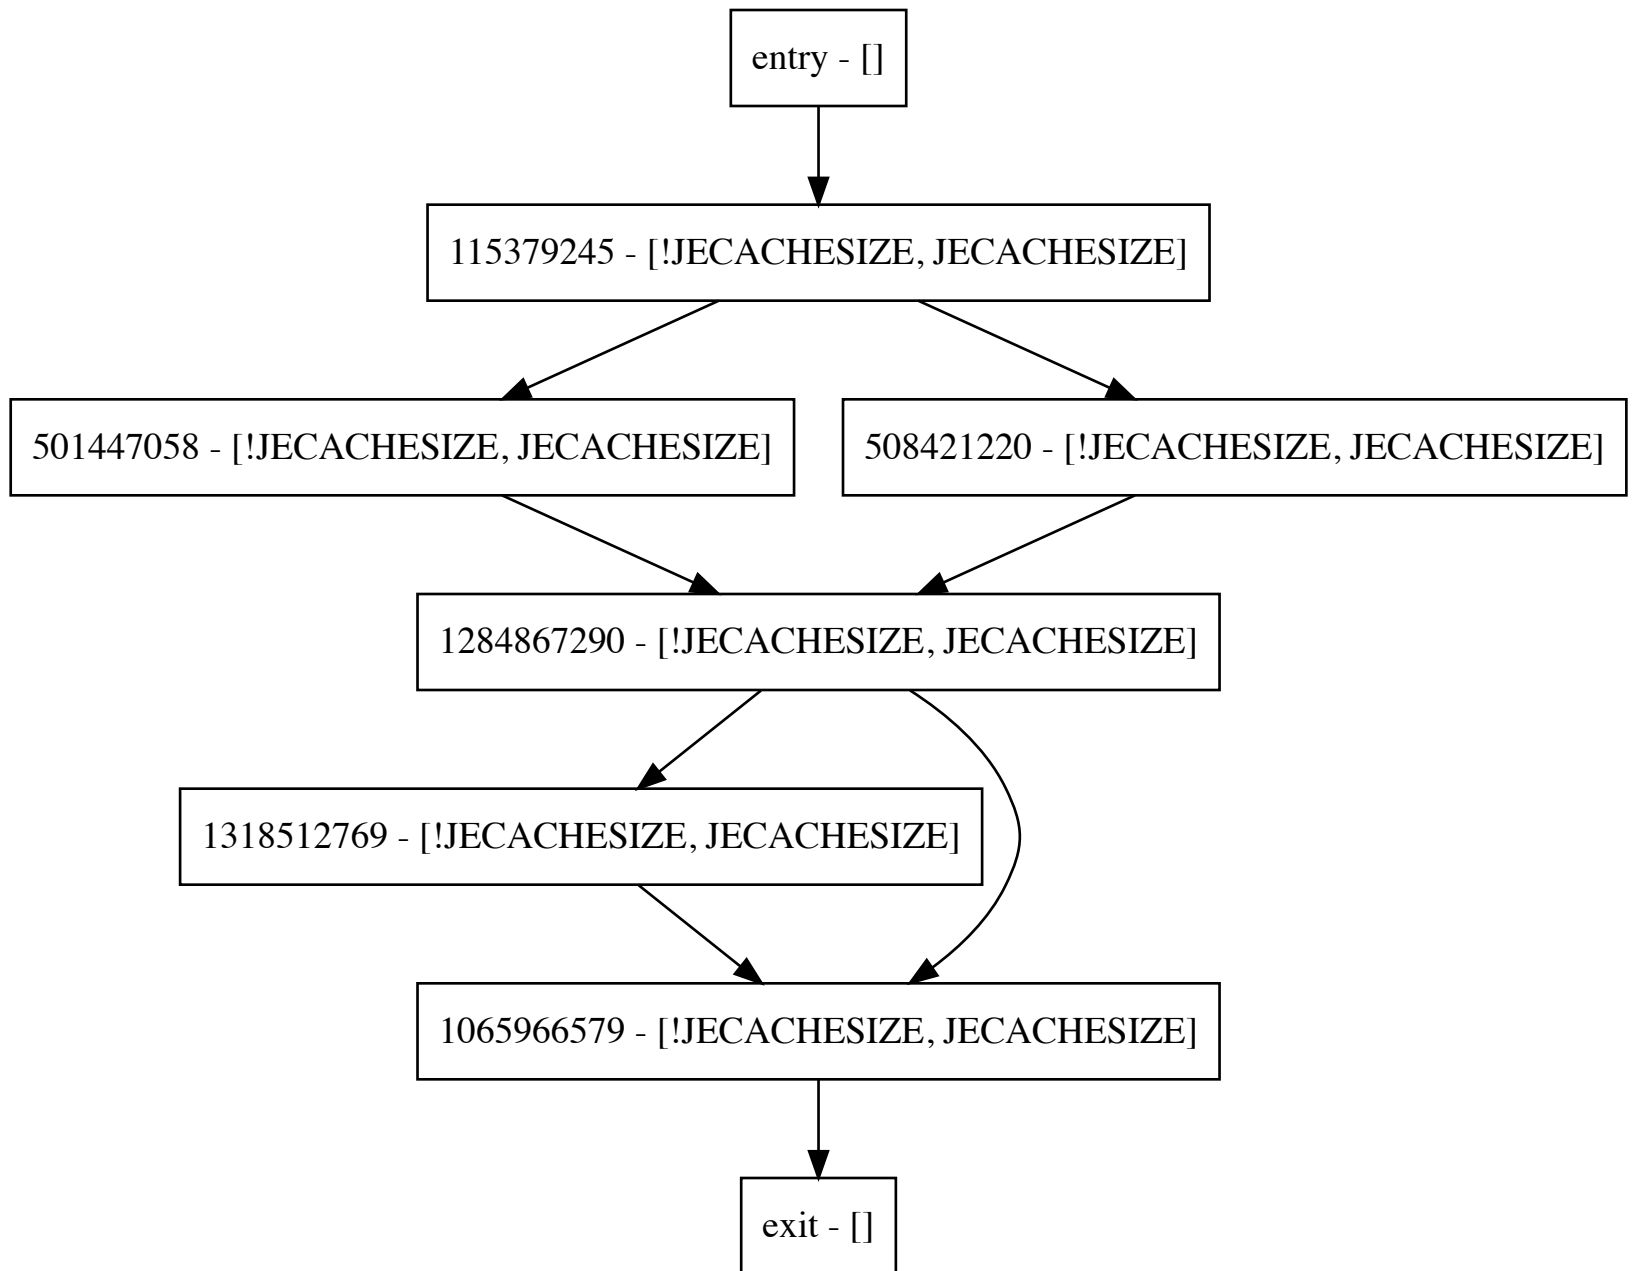 entry - []
115379245 - [!JECACHESIZE, JECACHESIZE]
501447058 - [!JECACHESIZE, JECACHESIZE]
508421220 - [!JECACHESIZE, JECACHESIZE]
1284867290 - [!JECACHESIZE, JECACHESIZE]
1318512769 - [!JECACHESIZE, JECACHESIZE]
1065966579 - [!JECACHESIZE, JECACHESIZE]
exit - []